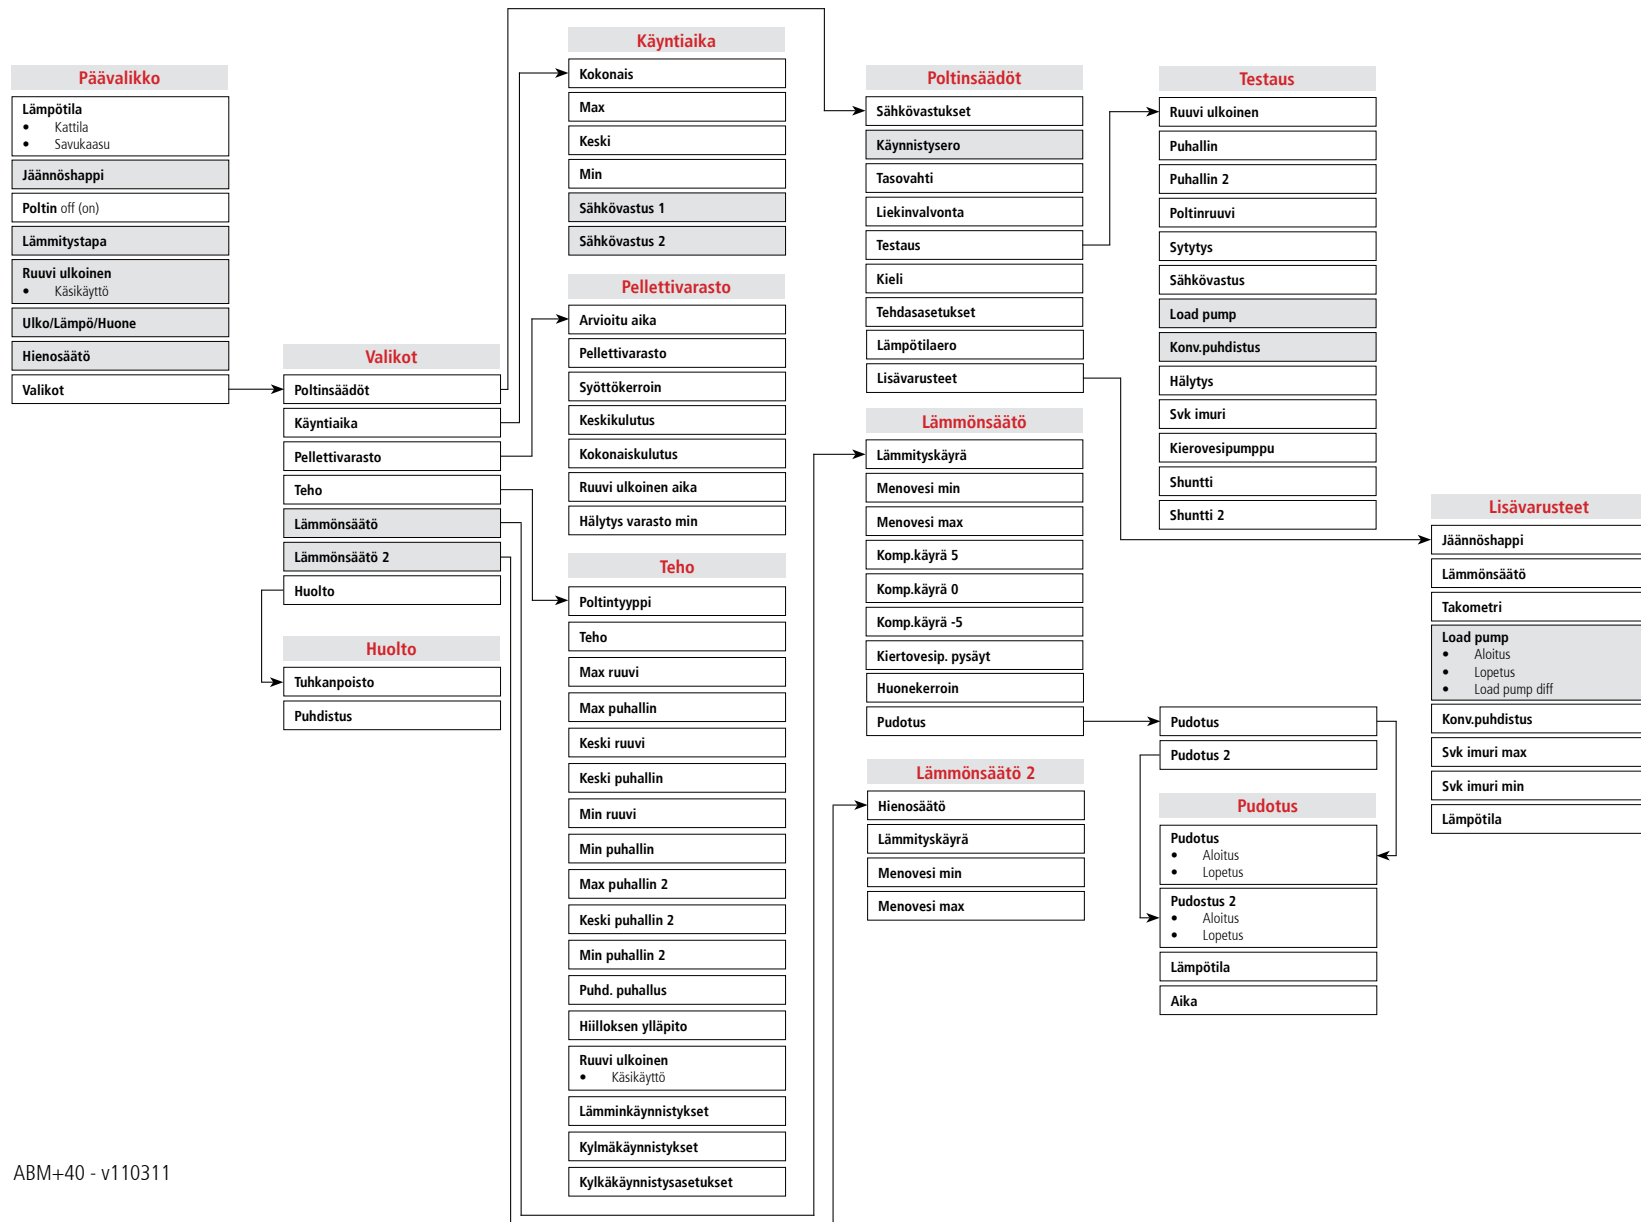 Päävalikko
Lämpötila
• Kattila
• Savukaasu
Jäännöshappi
Poltin off (on)
Lämmitystapa
Ruuvi ulkoinen
• Käsikäyttö
Ulko/Lämpö/Huone
Hienosäätö
Valikot
Valikot
Poltinsäädöt
Käyntiaika
Pellettivarasto
Teho
Lämmönsäätö
Lämmönsäätö 2
Huolto
Huolto
Tuhkanpoisto
Puhdistus
Käyntiaika
Kokonais
Max
Keski
Min
Sähkövastus 1
Sähkövastus 2
Pellettivarasto
Arvioitu aika
Pellettivarasto
Syöttökerroin
Keskikulutus
Kokonaiskulutus
Ruuvi ulkoinen aika
Hälytys varasto min
Teho
Poltintyyppi
Teho
Max ruuvi
Max puhallin
Keski ruuvi
Keski puhallin
Min ruuvi
Min puhallin
Max puhallin 2
Keski puhallin 2
Min puhallin 2
Puhd. puhallus
Hiilloksen ylläpito
Ruuvi ulkoinen
• Käsikäyttö
Lämminkäynnistykset
Kylmäkäynnistykset
Kylkäkäynnistysasetukset
Poltinsäädöt
Sähkövastukset
Käynnistysero
Tasovahti
Liekinvalvonta
Testaus
Kieli
Tehdasasetukset
Lämpötilaero
Lisävarusteet
Lämmönsäätö
Lämmityskäyrä
Menovesi min
Menovesi max
Komp.käyrä 5
Komp.käyrä 0
Komp.käyrä -5
Kiertovesip. pysäyt
Huonekerroin
Pudotus
Lämmönsäätö 2
Hienosäätö
Lämmityskäyrä
Menovesi min
Menovesi max
Testaus
Ruuvi ulkoinen
Puhallin
Puhallin 2
Poltinruuvi
Sytytys
Sähkövastus
Load pump
Konv.puhdistus
Hälytys
Svk imuri
Kierovesipumppu
Shuntti
Shuntti 2
Pudotus
Pudotus 2
Pudotus
Pudotus
• Aloitus
• Lopetus
Pudostus 2
• Aloitus
• Lopetus
Lämpötila
Aika
Lisävarusteet
Jäännöshappi
Lämmönsäätö
Takometri
Load pump
• Aloitus
• Lopetus
• Load pump diff
Konv.puhdistus
Svk imuri max
Svk imuri min
Lämpötila
ABM+40 - v110311